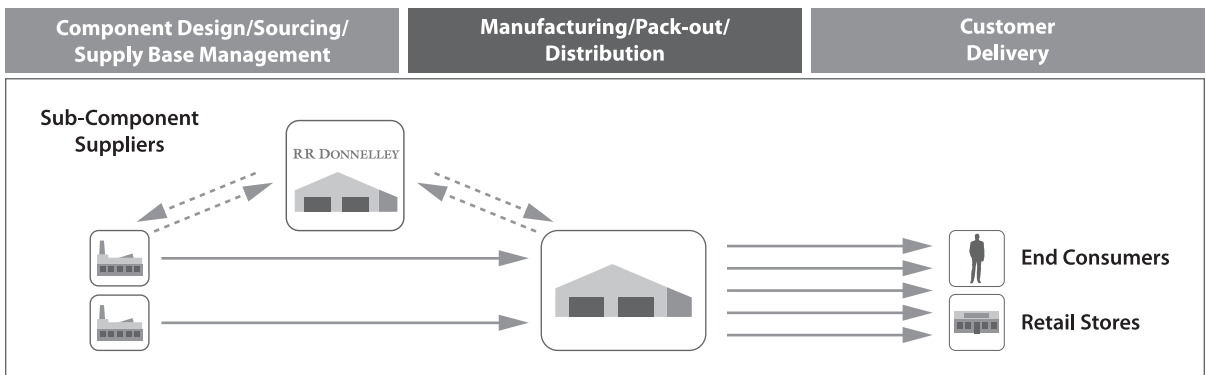 Component Design/Sourcing/
Supply Base Management
Manufacturing/Pack-out/
Distribution
Customer
Delivery
Sub-Component
Suppliers
RR DONNELLEY
End Consumers
Retail Stores